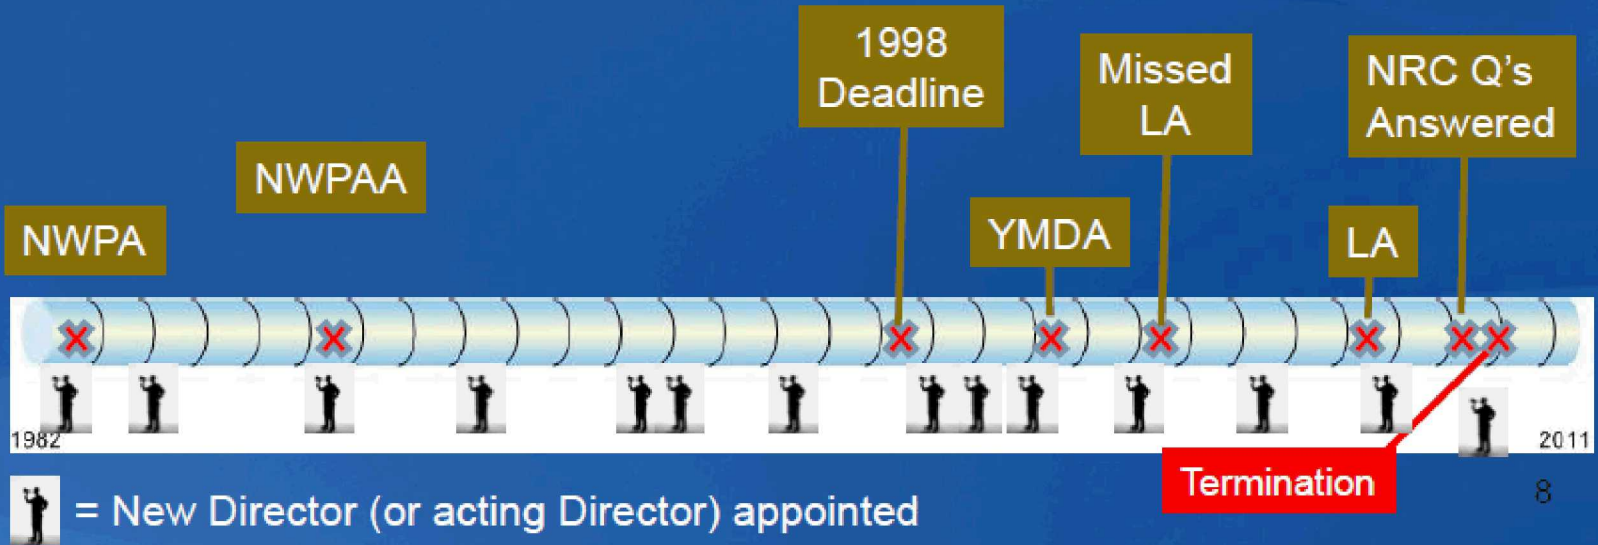 1998
Deadline
Missed
LA
NRC Q's
Answered
NWPAA
NWPA
YMDA
LA
1982
2011
Termination
8
= New Director (or acting Director) appointed